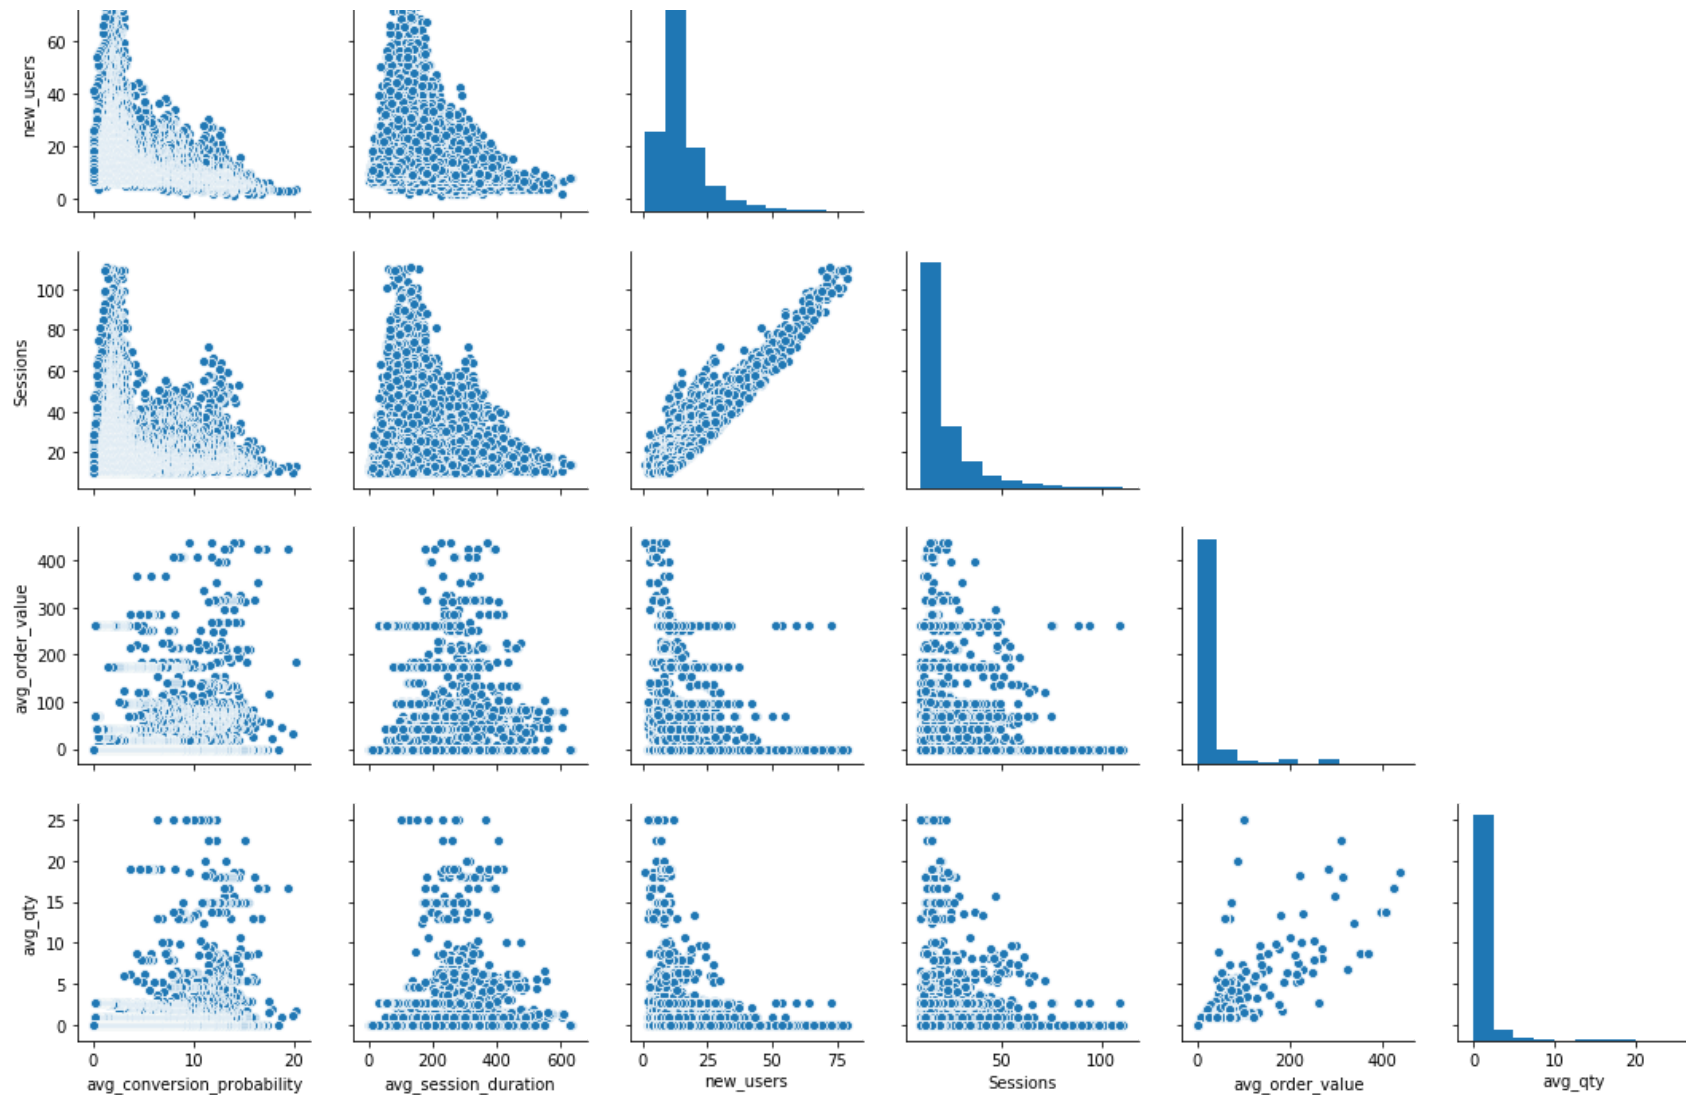 60
40
20
0
new_users
100
80
60
40
20
Sessions
400
300
200
100
0
avg_order_value
25
20
15
10
5
0
avg_qty
0 10 20
avg_conversion_probability
0 200 400 600
avg_session_duration
0 25 50 75
new_users
50 100
Sessions
0 200 400
avg_order_value
0 10 20
avg_qty